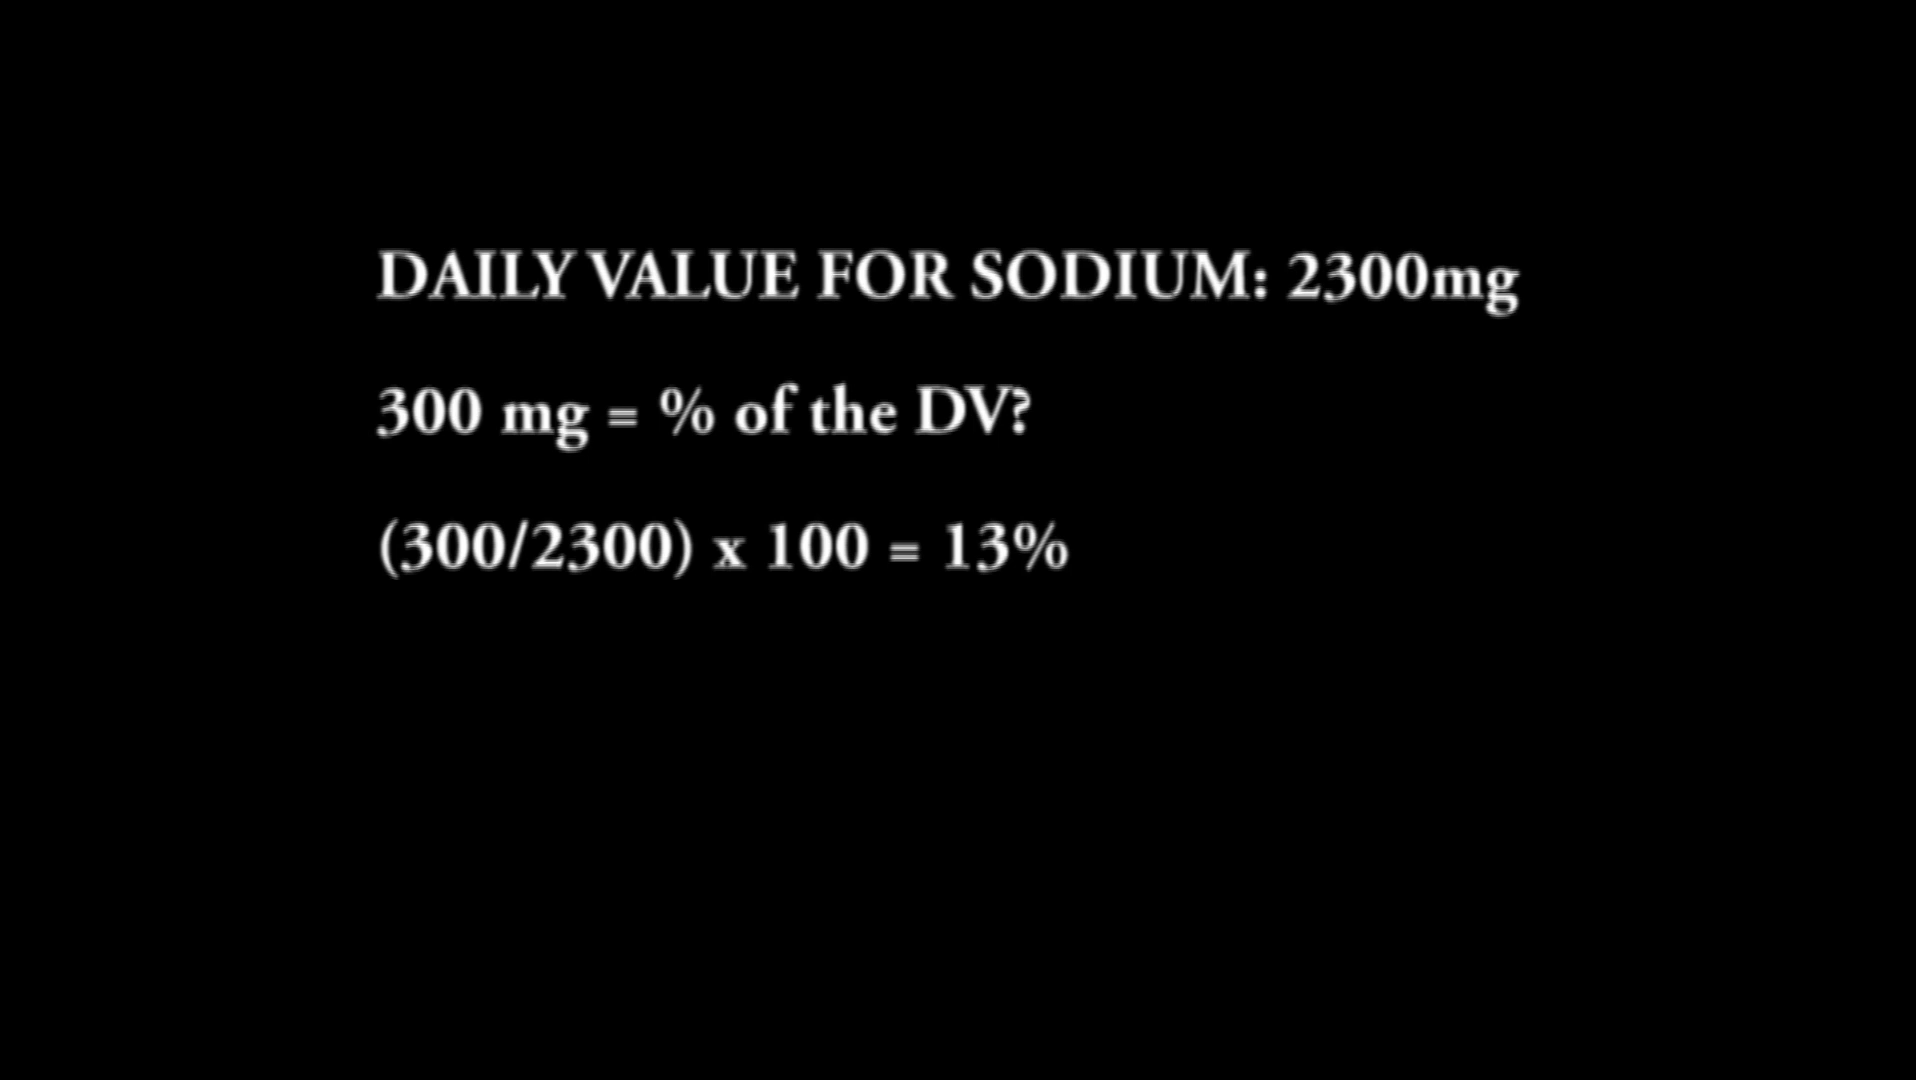 DAILY VALUE FOR SODIUM: 2300mg
300 mg = % of the DV?
(300/2300) x 100 = 13%